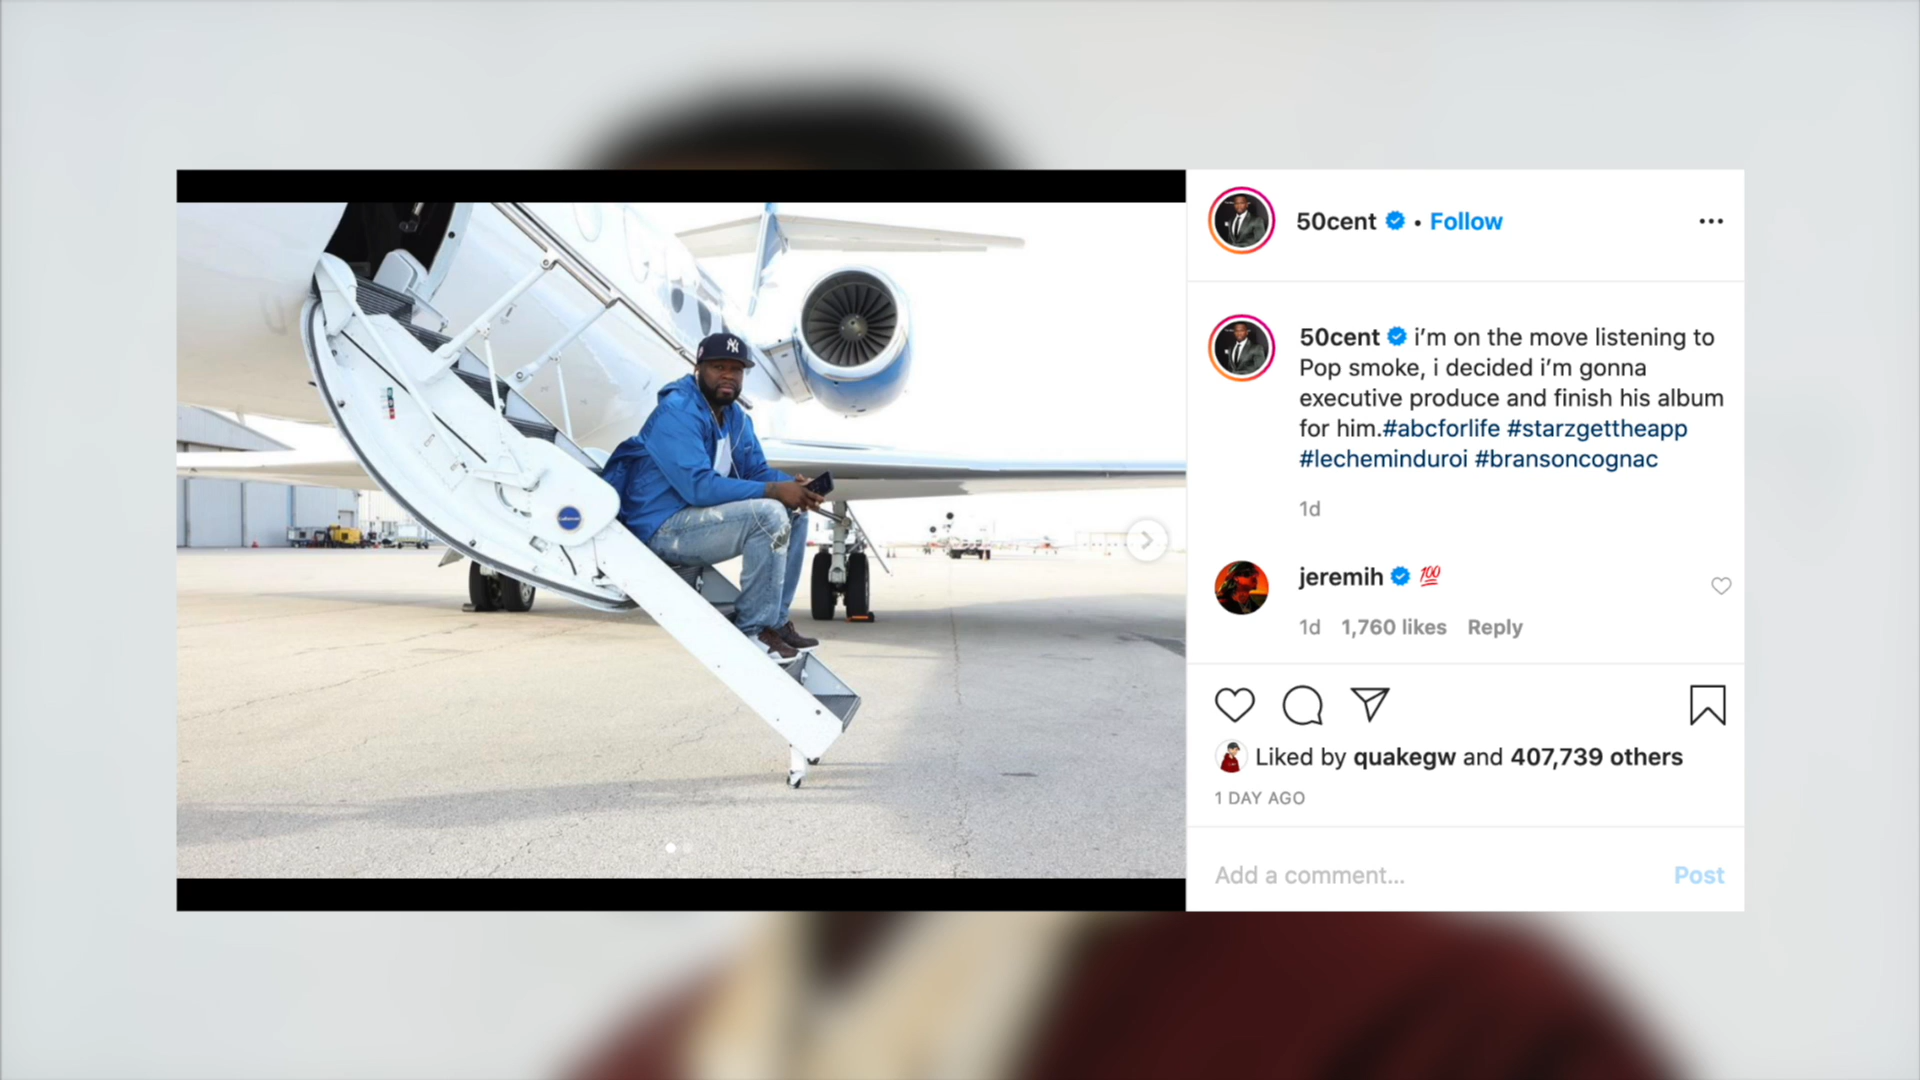 50cent • Follow
50cent i’m on the move listening to
Pop smoke, i decided i’m gonna
executive produce and finish his album
for him.#abcforlife #starzgettheapp
#lecheminduroi #bransoncognac
1d
jeremih 💯
1d 1,760 likes Reply
Liked by quakegw and 407,739 others
1 DAY AGO
Add a comment... Post
NY